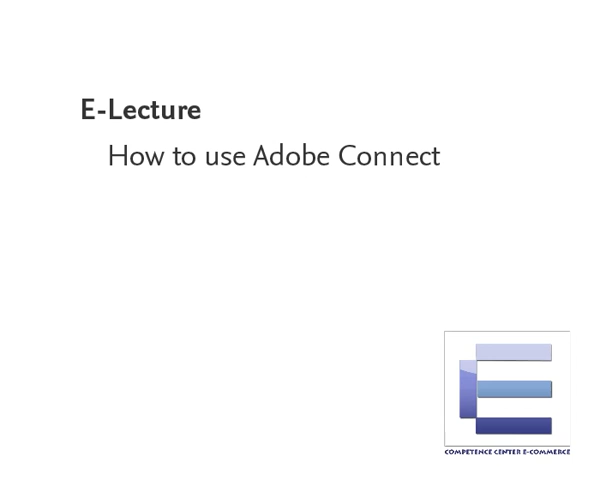 E-Lecture
How to use Adobe Connect
COMPETENCE CENTER E-COMMERCE